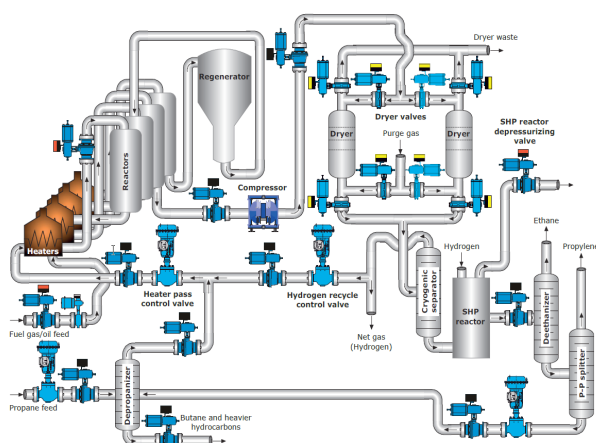 Dryer waste
Regenerator
Dryer valves
SHP reactor
depressurizing
valve
Dryer
Purge gas
Dryer
Reactors
Compressor
Ethane
Heaters
Hydrogen
Propylene
Cryogenic
separator
Heater pass
control valve
Hydrogen recycle
control valve
SHP
reactor
Deethanizer
Fuel gas/oil feed
Net gas
(Hydrogen)
P-P splitter
Depropanizer
Propane feed
Butane and heavier
hydrocarbons